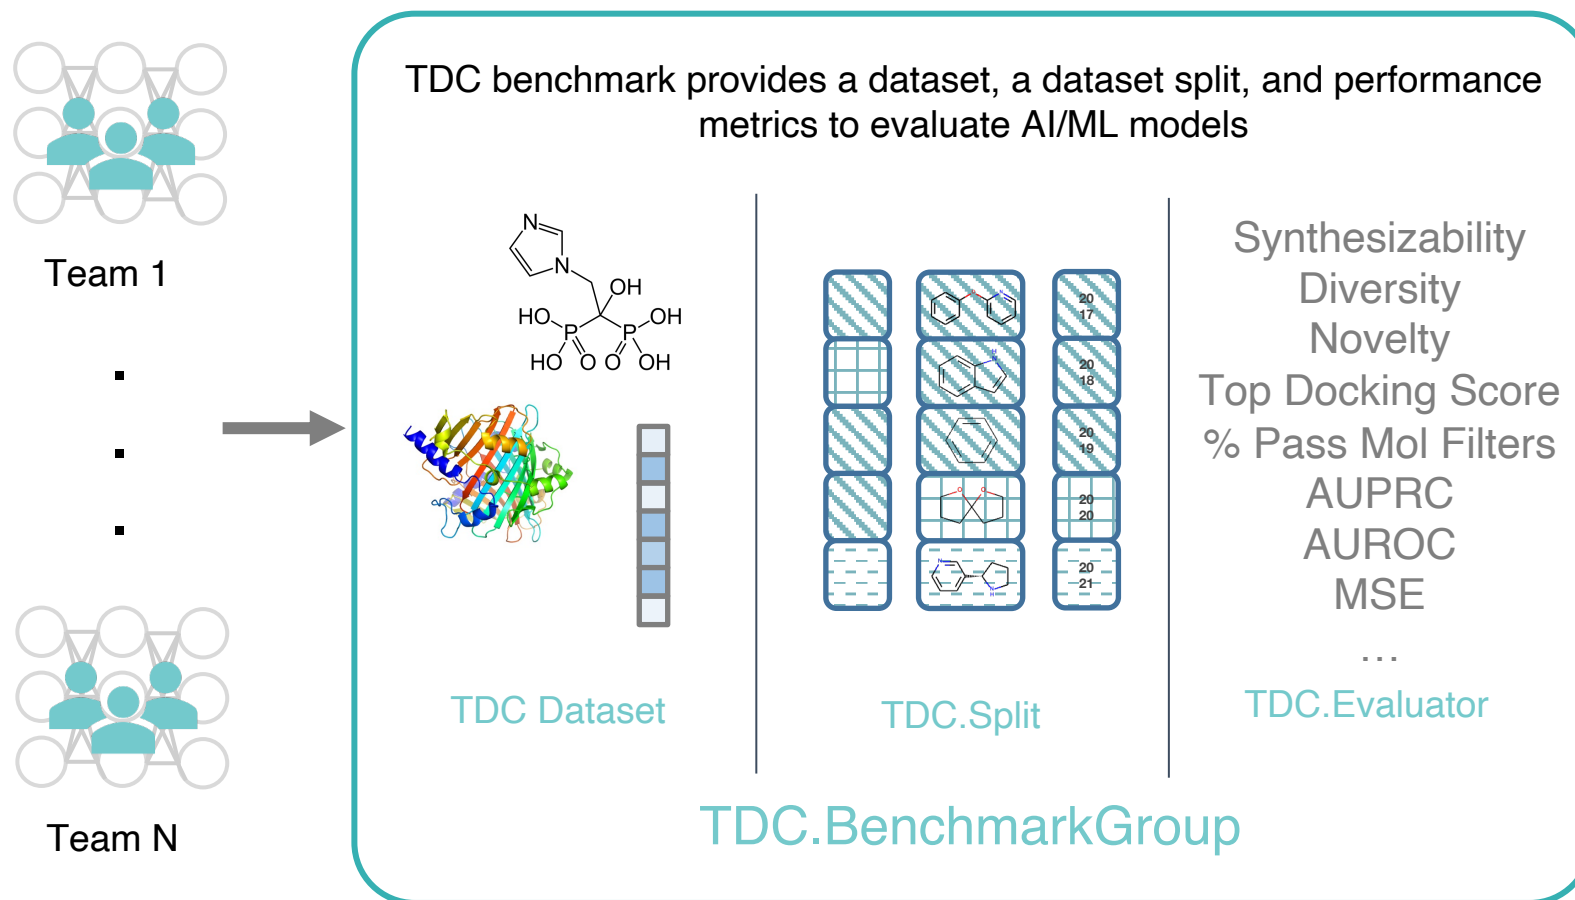 TDC benchmark provides a dataset, a dataset split, and performance
metrics to evaluate AI/ML models
Team 1
.
.
.
Team N
N
N
OH
HO
OH
P
P
HO
O
O
OH
TDC Dataset
20
17
N
H
20
18
20
19
O
O
20
20
N
H
20
21
TDC.Split
Synthesizability
Diversity
Novelty
Top Docking Score
% Pass Mol Filters
AUPRC
AUROC
MSE
...
TDC.Evaluator
TDC.BenchmarkGroup